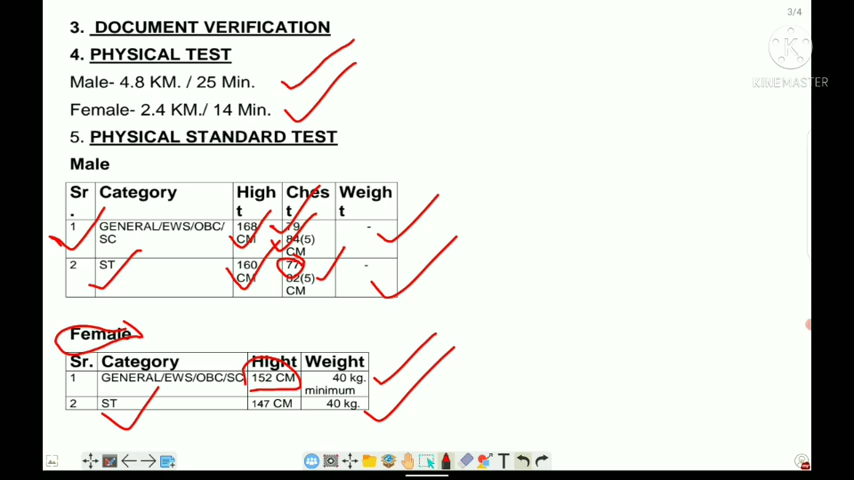 3/4
K
KINEMASTER
3. DOCUMENT VERIFICATION
4. PHYSICAL TEST
Male- 4.8 KM. / 25 Min.
Female- 2.4 KM./ 14 Min.
5. PHYSICAL STANDARD TEST
Male
Sr. Category Hight Chest Weight
1 GENERAL/EWS/OBC/SC 168 CM 79-84(5) CM -
2 ST 160 CM 77-82(5) CM -
Female
Sr. Category Hight Weight
1 GENERAL/EWS/OBC/SC 152 CM 40 kg. minimum
2 ST 147 CM 40 kg.
T